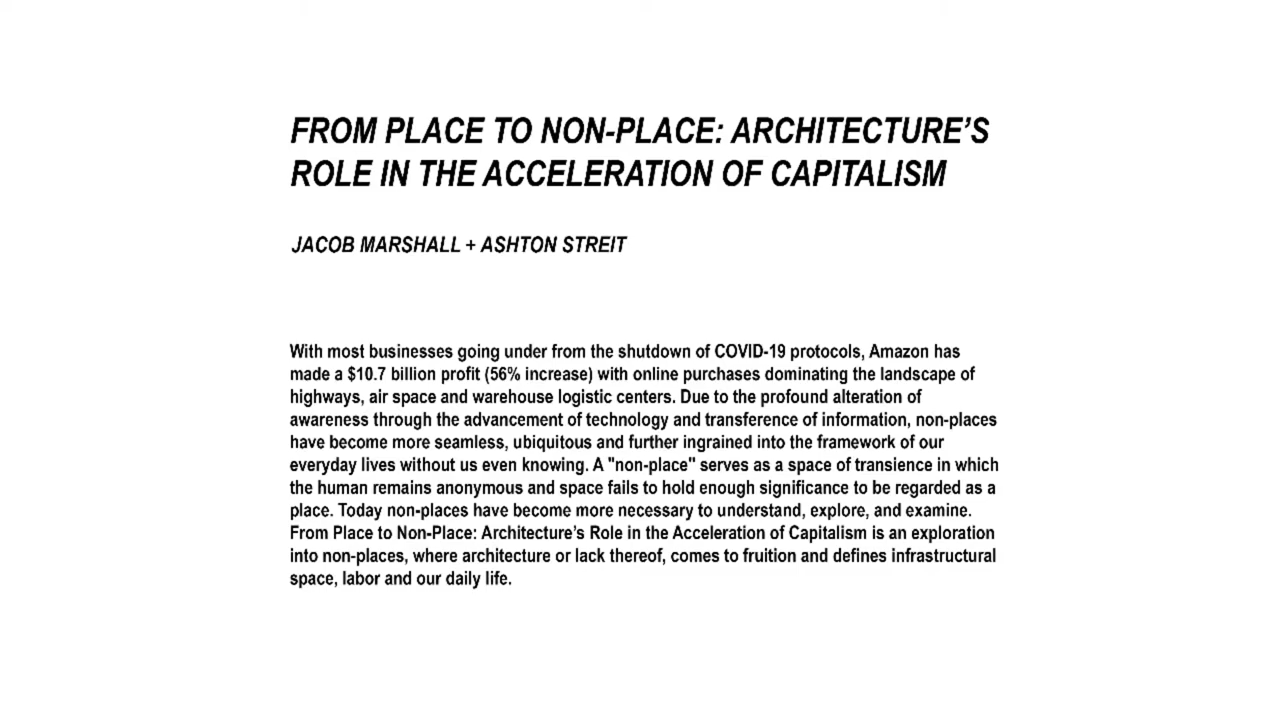 FROM PLACE TO NON-PLACE: ARCHITECTURE'S
ROLE IN THE ACCELERATION OF CAPITALISM
JACOB MARSHALL + ASHTON STREIT
With most businesses going under from the shutdown of COVID-19 protocols, Amazon has
made a $10.7 billion profit (56% increase) with online purchases dominating the landscape of
highways, air space and warehouse logistic centers. Due to the profound alteration of
awareness through the advancement of technology and transference of information, non-places
have become more seamless, ubiquitous and further ingrained into the framework of our
everyday lives without us even knowing. A "non-place" serves as a space of transience in which
the human remains anonymous and space fails to hold enough significance to be regarded as a
place. Today non-places have become more necessary to understand, explore, and examine.
From Place to Non-Place: Architecture's Role in the Acceleration of Capitalism is an exploration
into non-places, where architecture or lack thereof, comes to fruition and defines infrastructural
space, labor and our daily life.